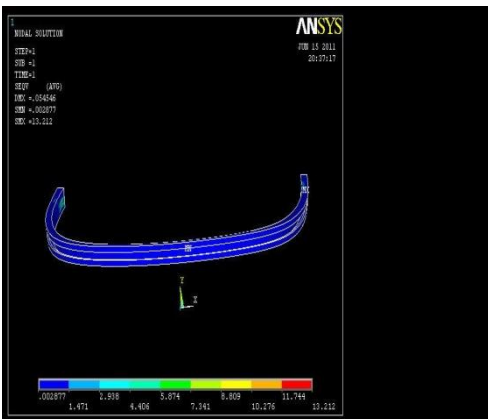 1
NODAL SOLUTION
STEP=1
SUB =1
TIME=1
SEQV (AVG)
DMX =.054546
SMN =.002877
SMX =13.212
ANSYS
JUN 15 2011
20:37:17
MX
MN
Y
X
.002877 2.938 5.874 8.809 11.744
1.471 4.406 7.341 10.276 13.212